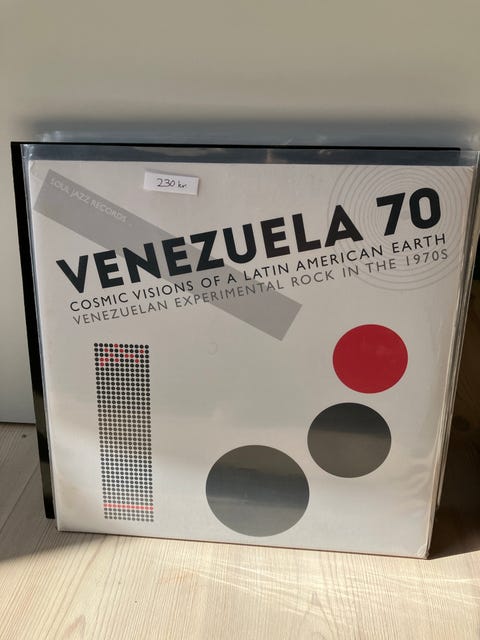 SOUL JAZZ RECORDS
230 kr.
VENEZUELA 70
COSMIC VISIONS OF A LATIN AMERICAN EARTH
VENEZUELAN EXPERIMENTAL ROCK IN THE 1970S